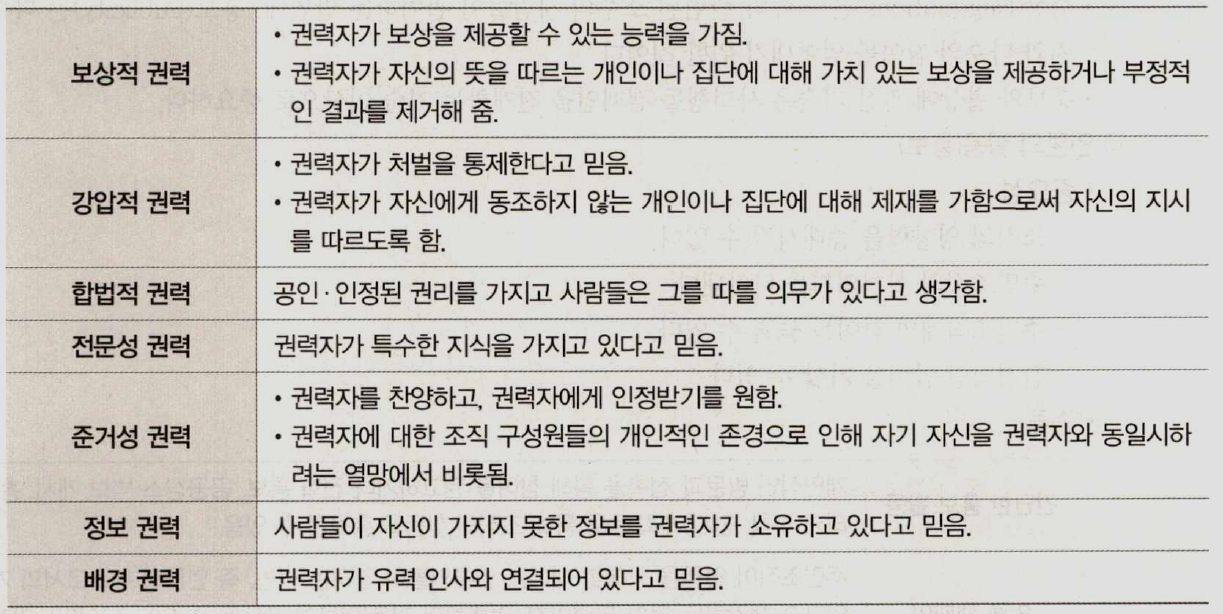 보상적 권력
• 권력자가 보상을 제공할 수 있는 능력을 가짐.
• 권력자가 자신의 뜻을 따르는 개인이나 집단에 대해 가치 있는 보상을 제공하거나 부정적
인 결과를 제거해 줌.
강압적 권력
• 권력자가 처벌을 통제한다고 믿음.
• 권력자가 자신에게 동조하지 않는 개인이나 집단에 대해 제재를 가함으로써 자신의 지시
를 따르도록 함.
합법적 권력
공인·인정된 권리를 가지고 사람들은 그를 따를 의무가 있다고 생각함.
전문성 권력
권력자가 특수한 지식을 가지고 있다고 믿음.
준거성 권력
• 권력자를 찬양하고, 권력자에게 인정받기를 원함.
• 권력자에 대한 조직 구성원들의 개인적인 존경으로 인해 자기 자신을 권력자와 동일시하
려는 열망에서 비롯됨.
정보 권력
사람들이 자신이 가지지 못한 정보를 권력자가 소유하고 있다고 믿음.
배경 권력
권력자가 유력 인사와 연결되어 있다고 믿음.